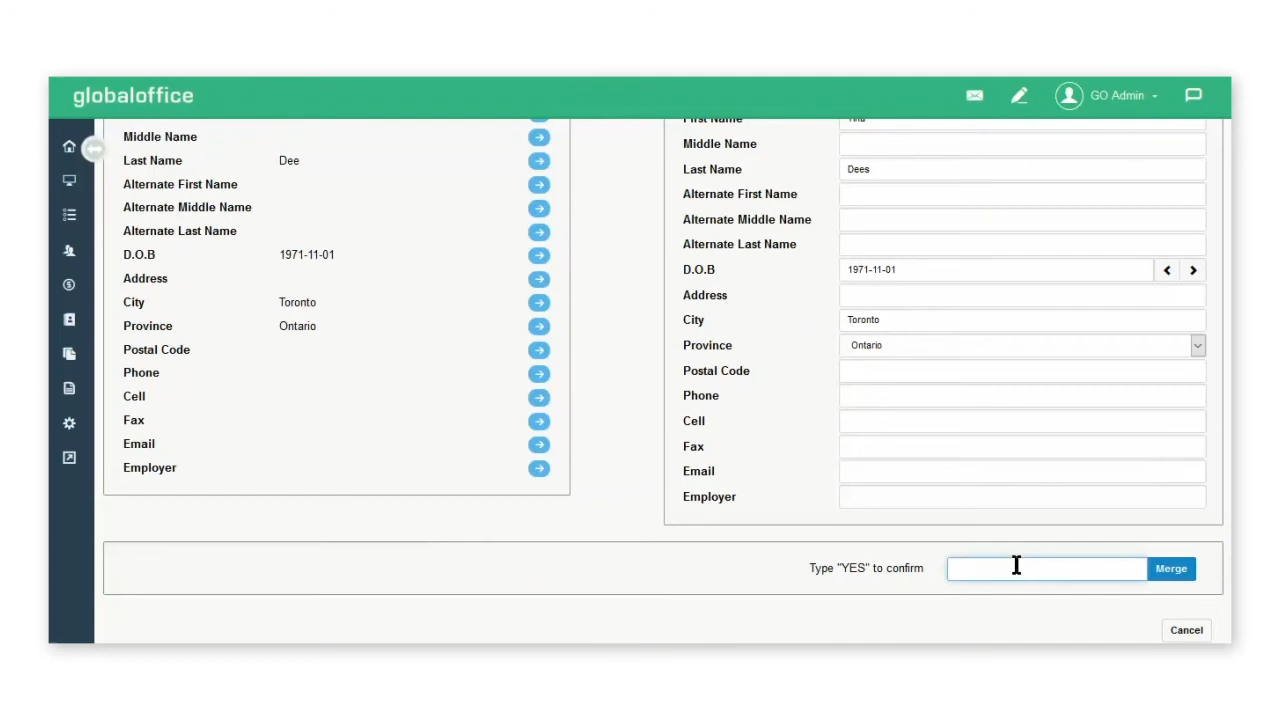 globaloffice
GO Admin
Middle Name
Last Name Dee
Alternate First Name
Alternate Middle Name
Alternate Last Name
D.O.B 1971-11-01
Address
City Toronto
Province Ontario
Postal Code
Phone
Cell
Fax
Email
Employer
First Name
Middle Name
Last Name Dees
Alternate First Name
Alternate Middle Name
Alternate Last Name
D.O.B 1971-11-01
Address
City Toronto
Province Ontario
Postal Code
Phone
Cell
Fax
Email
Employer
Type "YES" to confirm Merge
Cancel